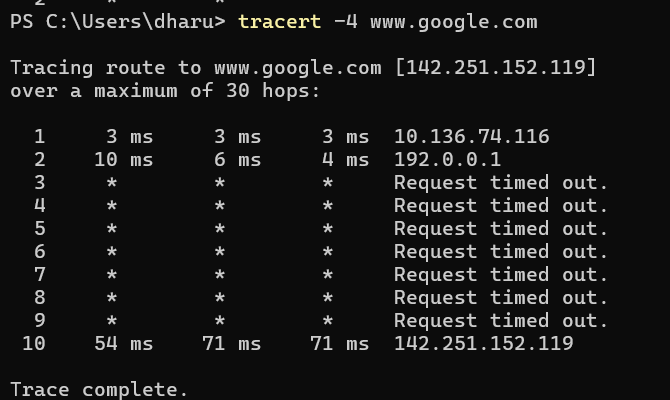 PS C:\Users\dharu> tracert -4 www.google.com
Tracing route to www.google.com [142.251.152.119]
over a maximum of 30 hops:
1 3 ms 3 ms 3 ms 10.136.74.116
2 10 ms 6 ms 4 ms 192.0.0.1
3 * * * Request timed out.
4 * * * Request timed out.
5 * * * Request timed out.
6 * * * Request timed out.
7 * * * Request timed out.
8 * * * Request timed out.
9 * * * Request timed out.
10 54 ms 71 ms 71 ms 142.251.152.119
Trace complete.